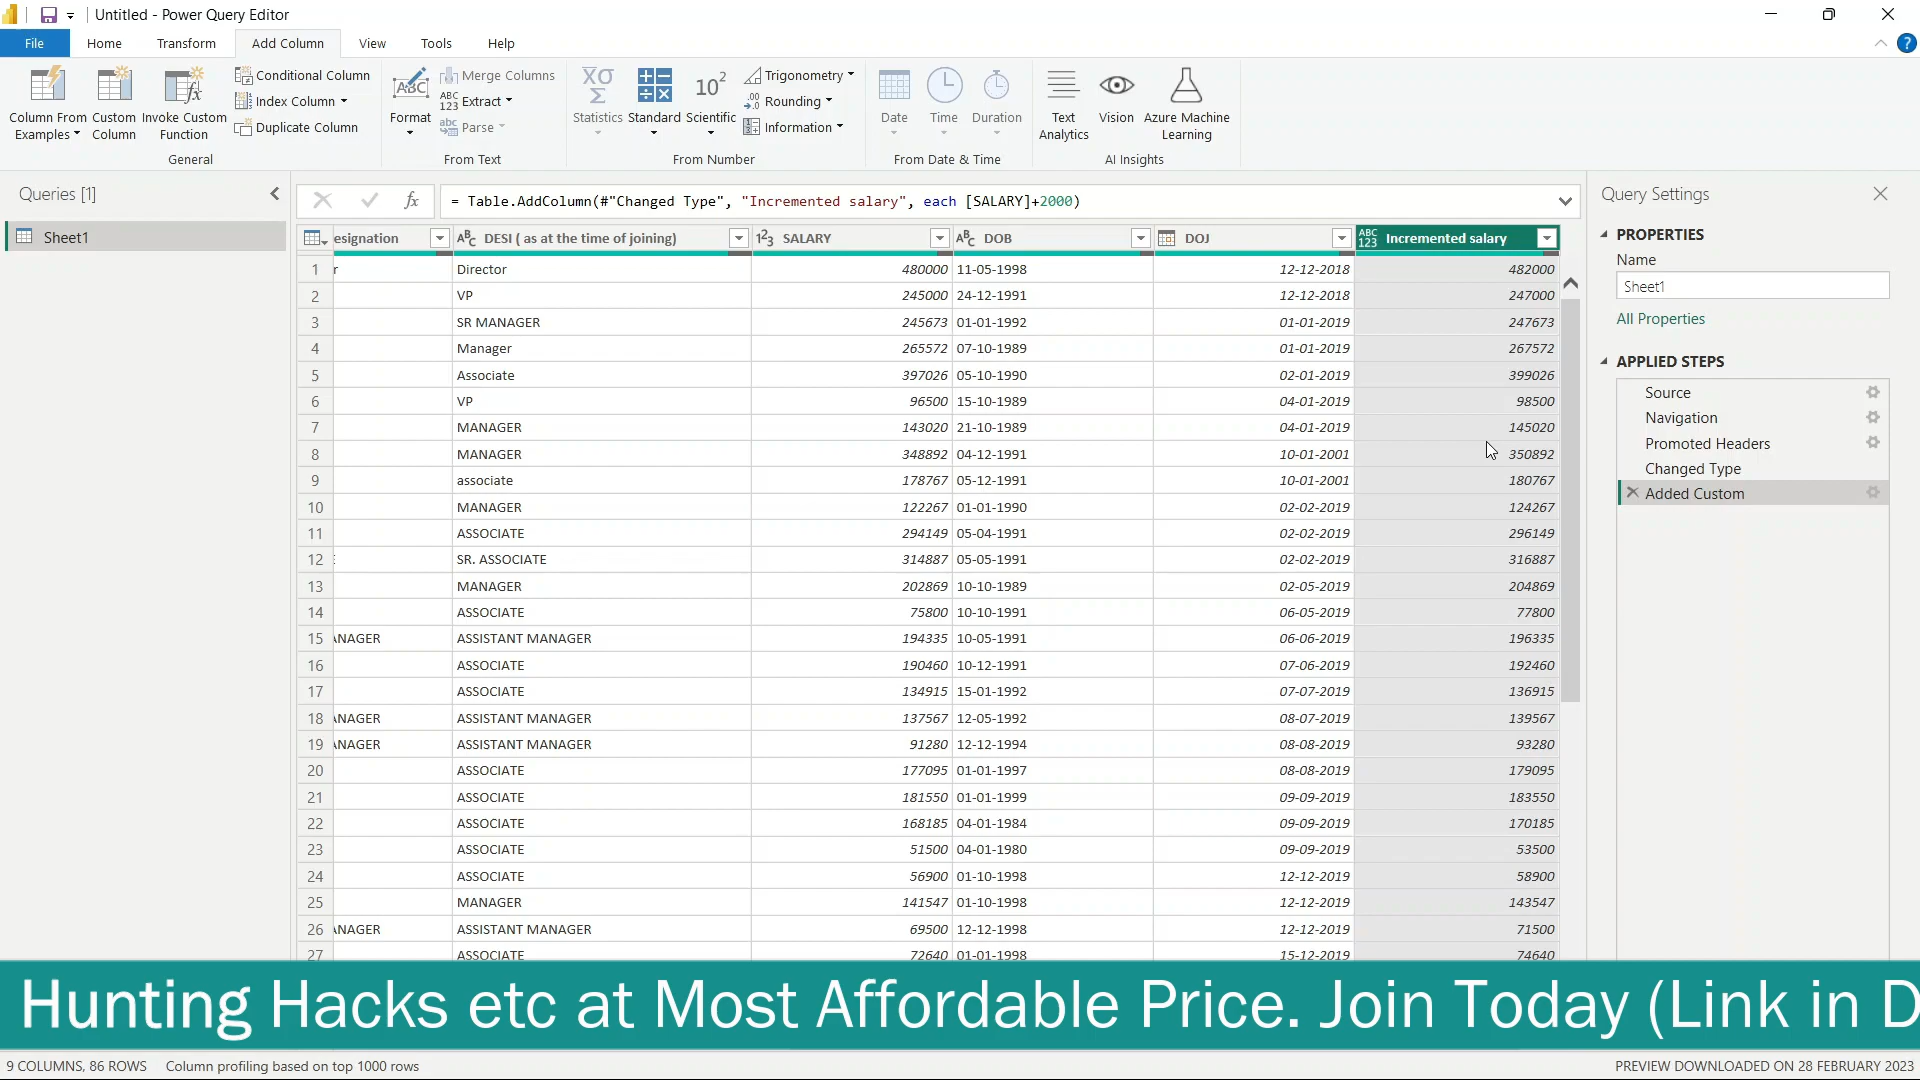 Untitled - Power Query Editor
File
Home
Transform
Add Column
View
Tools
Help
?
Column From
Examples
Custom
Column
Invoke Custom
Function
Conditional Column
Index Column
Duplicate Column
General
ABC
Format
Merge Columns
Extract
Parse
From Text
Statistics
Standard
10²
Scientific
Trigonometry
Rounding
Information
From Number
Date
Time
Duration
From Date & Time
Text
Analytics
Vision
Azure Machine
Learning
AI Insights
Queries [1]
Sheet1
fx
= Table.AddColumn(#"Changed Type", "Incremented salary", each [SALARY]+2000)
esignation
DESI ( as at the time of joining)
SALARY
DOB
DOJ
Incremented salary
1 r Director 480000 11-05-1998 12-12-2018 482000
2 VP 245000 24-12-1991 12-12-2018 247000
3 SR MANAGER 245673 01-01-1992 01-01-2019 247673
4 Manager 265572 07-10-1989 01-01-2019 267572
5 Associate 397026 05-10-1990 02-01-2019 399026
6 VP 96500 15-10-1989 04-01-2019 98500
7 MANAGER 143020 21-10-1989 04-01-2019 145020
8 MANAGER 348892 04-12-1991 10-01-2001 350892
9 associate 178767 05-12-1991 10-01-2001 180767
10 MANAGER 122267 01-01-1990 02-02-2019 124267
11 ASSOCIATE 294149 05-04-1991 02-02-2019 296149
12 SR. ASSOCIATE 314887 05-05-1991 02-02-2019 316887
13 MANAGER 202869 10-10-1989 02-05-2019 204869
14 ASSOCIATE 75800 10-10-1991 06-05-2019 77800
15 ANAGER ASSISTANT MANAGER 194335 10-05-1991 06-06-2019 196335
16 ASSOCIATE 190460 10-12-1991 07-06-2019 192460
17 ASSOCIATE 134915 15-01-1992 07-07-2019 136915
18 ANAGER ASSISTANT MANAGER 137567 12-05-1992 08-07-2019 139567
19 ANAGER ASSISTANT MANAGER 91280 12-12-1994 08-08-2019 93280
20 ASSOCIATE 177095 01-01-1997 08-08-2019 179095
21 ASSOCIATE 181550 01-01-1999 09-09-2019 183550
22 ASSOCIATE 168185 04-01-1984 09-09-2019 170185
23 ASSOCIATE 51500 04-01-1980 09-09-2019 53500
24 ASSOCIATE 56900 01-10-1998 12-12-2019 58900
25 MANAGER 141547 01-10-1998 12-12-2019 143547
26 ANAGER ASSISTANT MANAGER 69500 12-12-1998 12-12-2019 71500
27 ASSOCIATE 72640 01-01-1998 15-12-2019 74640
Query Settings
PROPERTIES
Name
Sheet1
All Properties
APPLIED STEPS
Source
Navigation
Promoted Headers
Changed Type
Added Custom
Hunting Hacks etc at Most Affordable Price. Join Today (Link in D
9 COLUMNS, 86 ROWS
Column profiling based on top 1000 rows
PREVIEW DOWNLOADED ON 28 FEBRUARY 2023